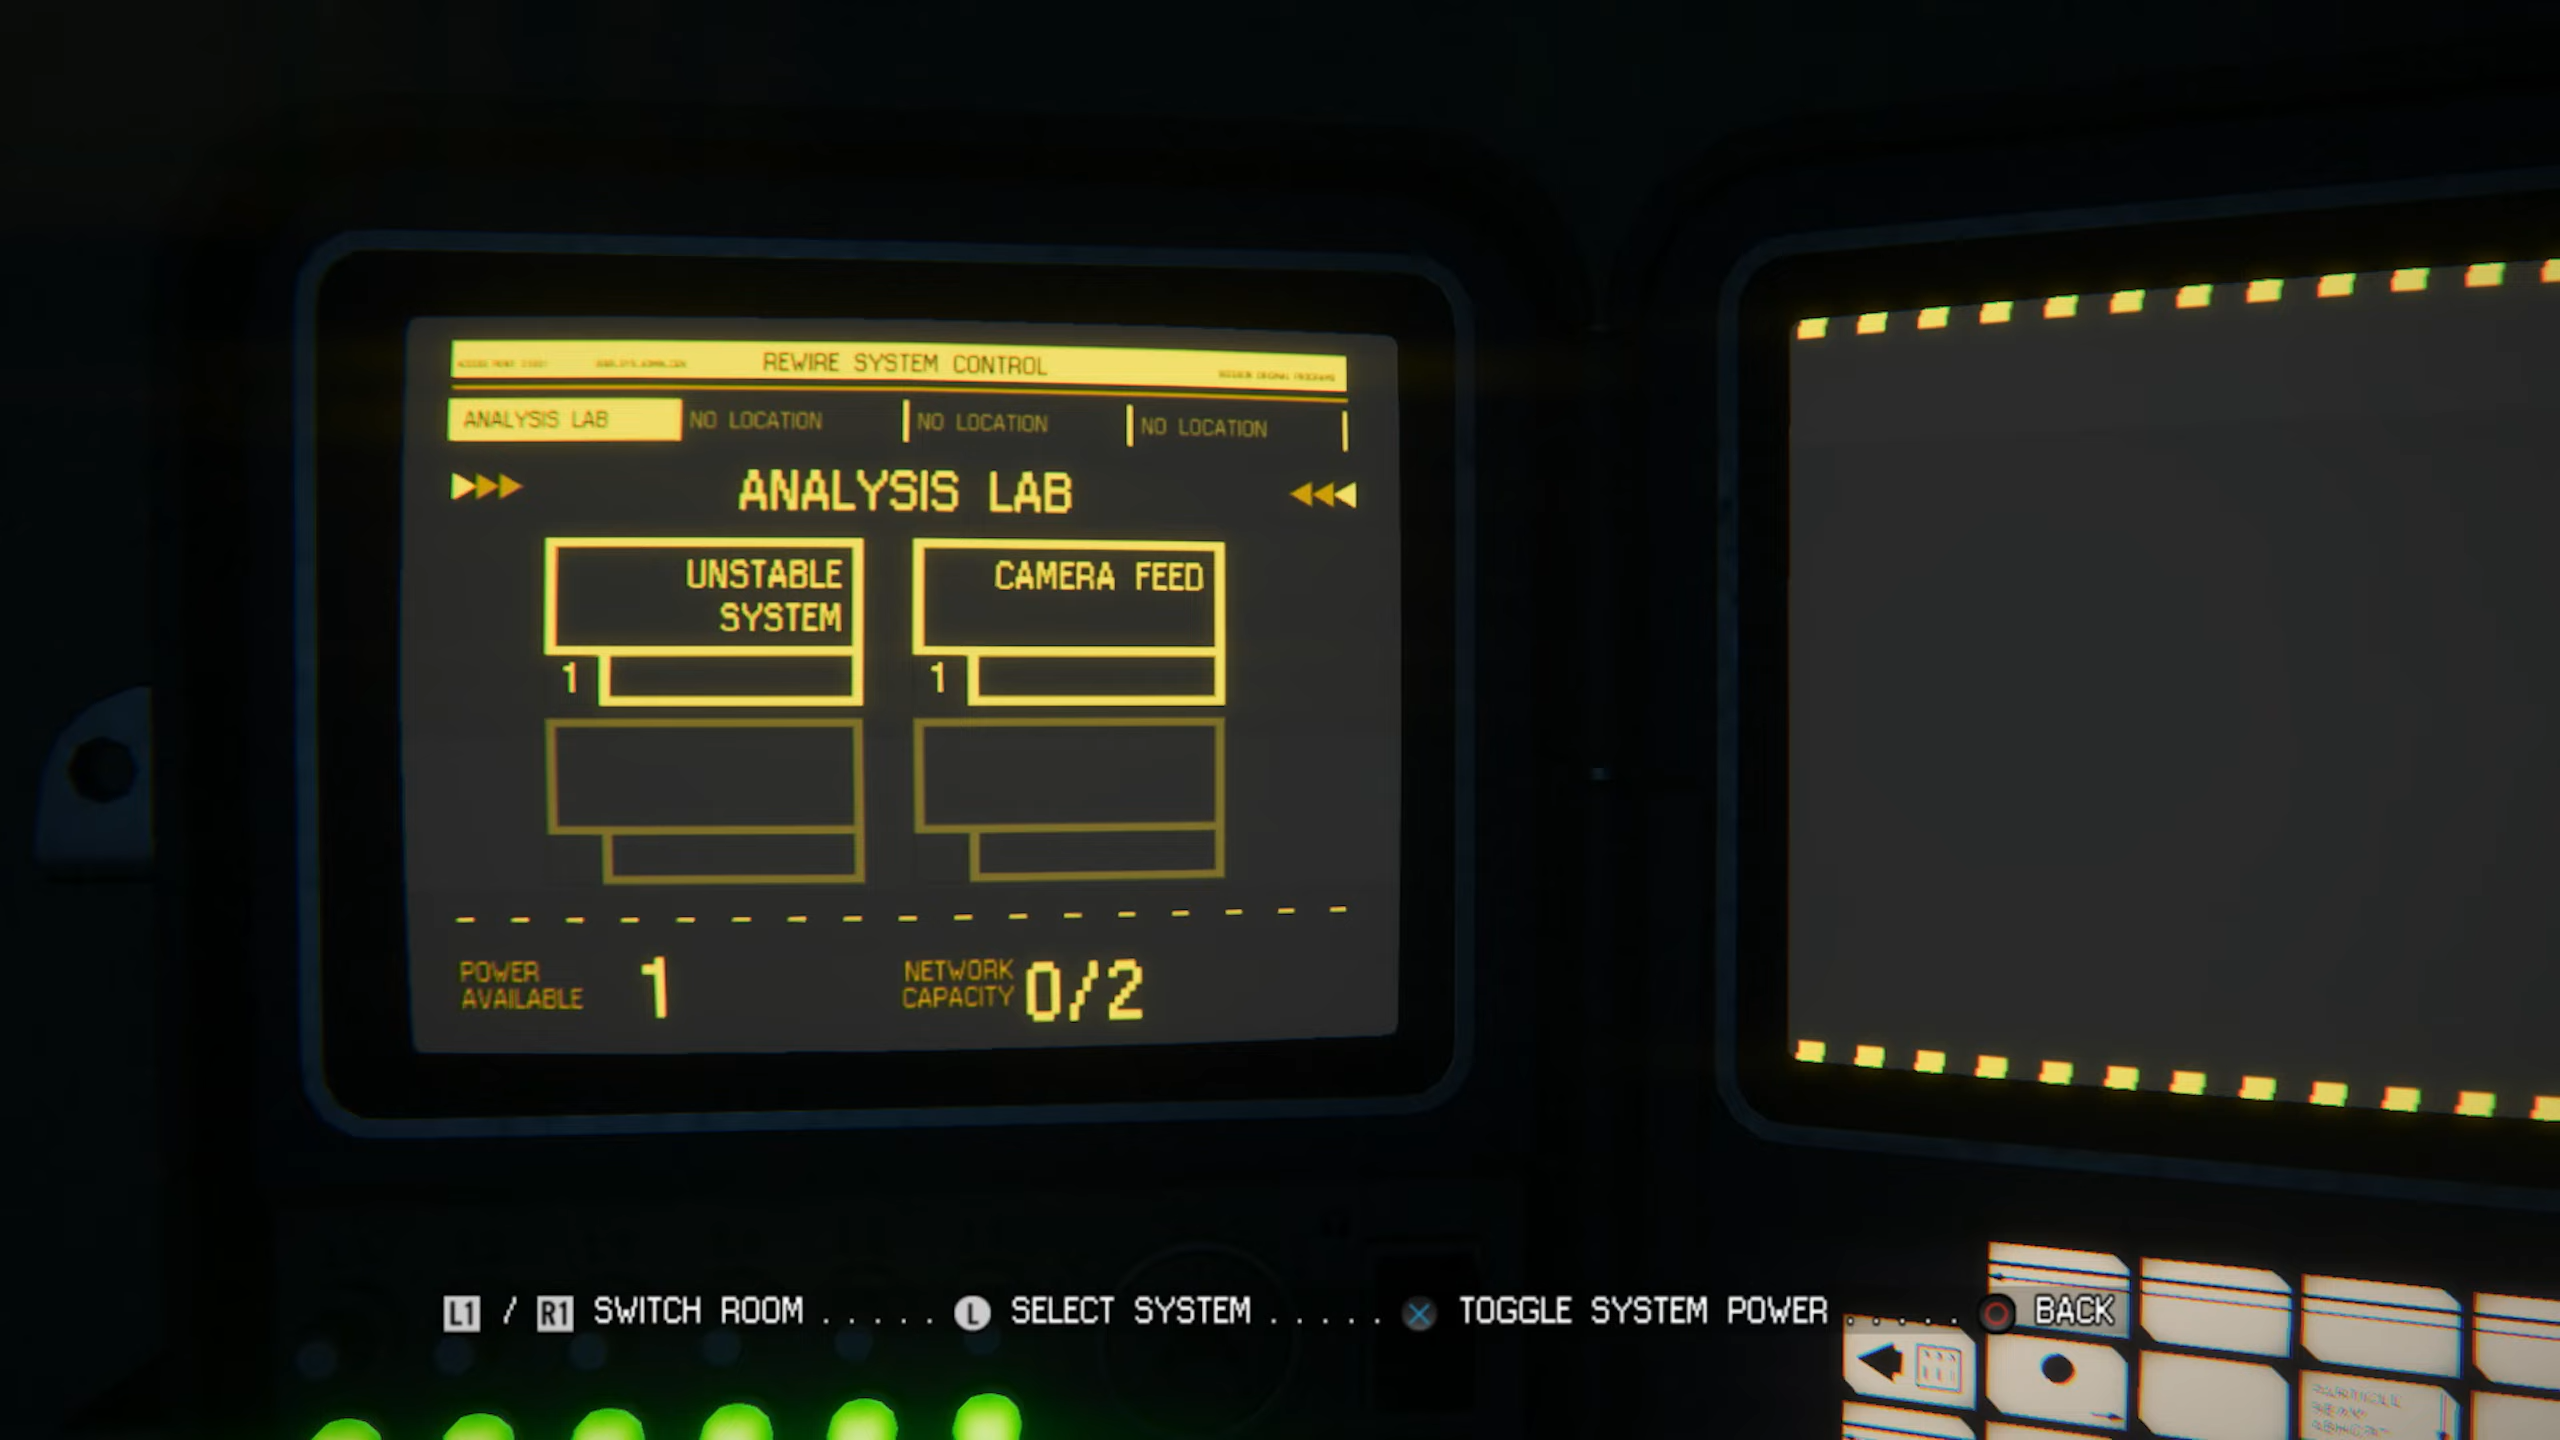 REWIRE SYSTEM CONTROL
ANALYSIS LAB NO LOCATION NO LOCATION NO LOCATION
ANALYSIS LAB
UNSTABLE
SYSTEM
1
CAMERA FEED
1
POWER
AVAILABLE
1
NETWORK
CAPACITY
0/2
L1 / R1 SWITCH ROOM ..... L SELECT SYSTEM ..... TOGGLE SYSTEM POWER ..... BACK